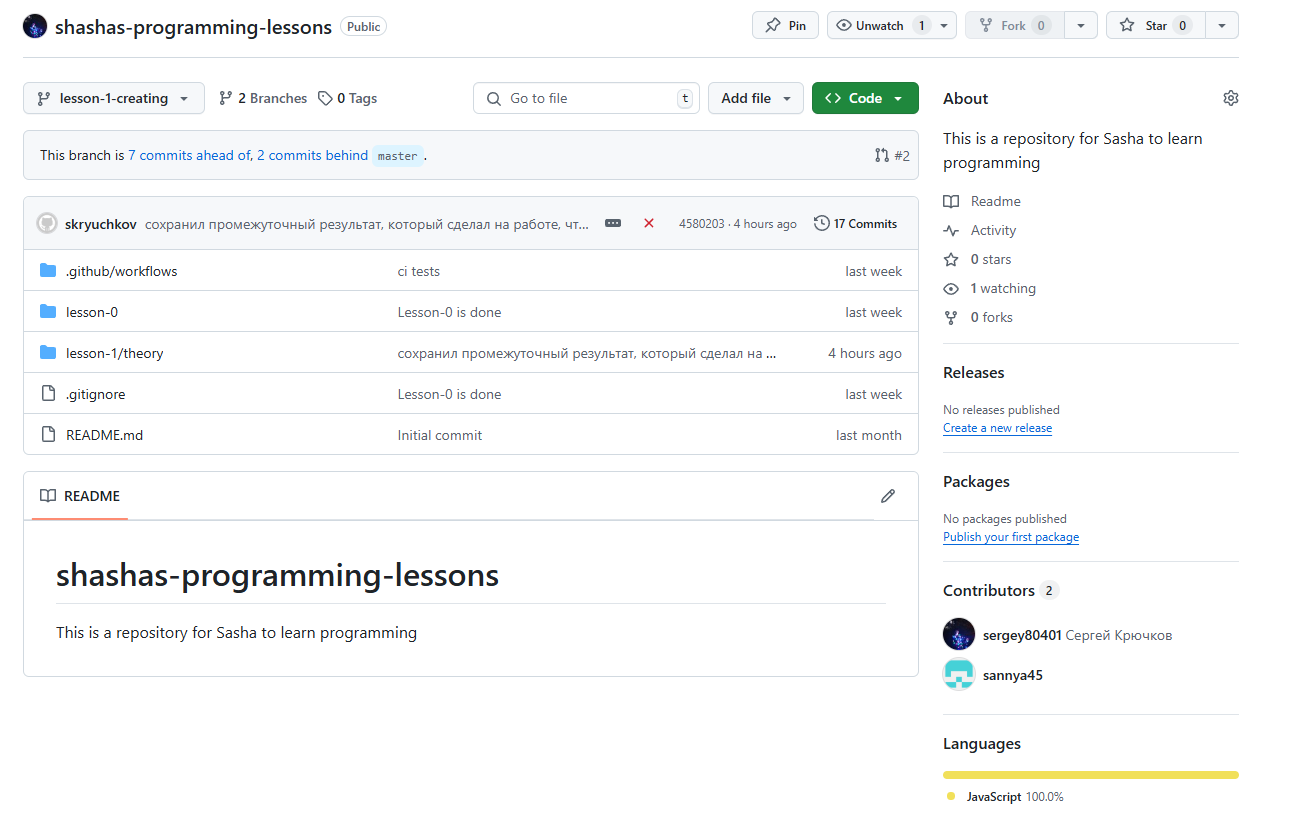 shashas-programming-lessons Public Pin Unwatch 1 Fork 0 Star 0
lesson-1-creating 2 Branches 0 Tags Go to file t Add file Code
This branch is 7 commits ahead of, 2 commits behind master . #2
skryuchkov сохранил промежуточный результат, который сделал на работе, чт... 4580203 · 4 hours ago 17 Commits
.github/workflows ci tests last week
lesson-0 Lesson-0 is done last week
lesson-1/theory сохранил промежуточный результат, который сделал на ... 4 hours ago
.gitignore Lesson-0 is done last week
README.md Initial commit last month
README
shashas-programming-lessons
This is a repository for Sasha to learn programming
About
This is a repository for Sasha to learn
programming
Readme
Activity
0 stars
1 watching
0 forks
Releases
No releases published
Create a new release
Packages
No packages published
Publish your first package
Contributors 2
sergey80401 Сергей Крючков
sannya45
Languages
JavaScript 100.0%